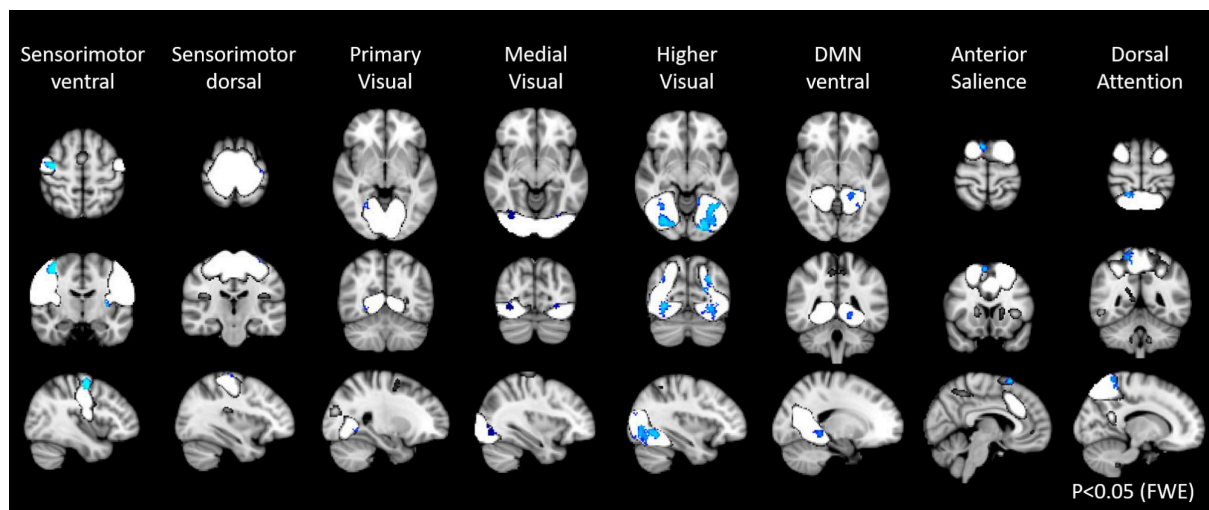 Sensorimotor ventral
Sensorimotor dorsal
Primary Visual
Medial Visual
Higher Visual
DMN ventral
Anterior Salience
Dorsal Attention
P<0.05 (FWE)